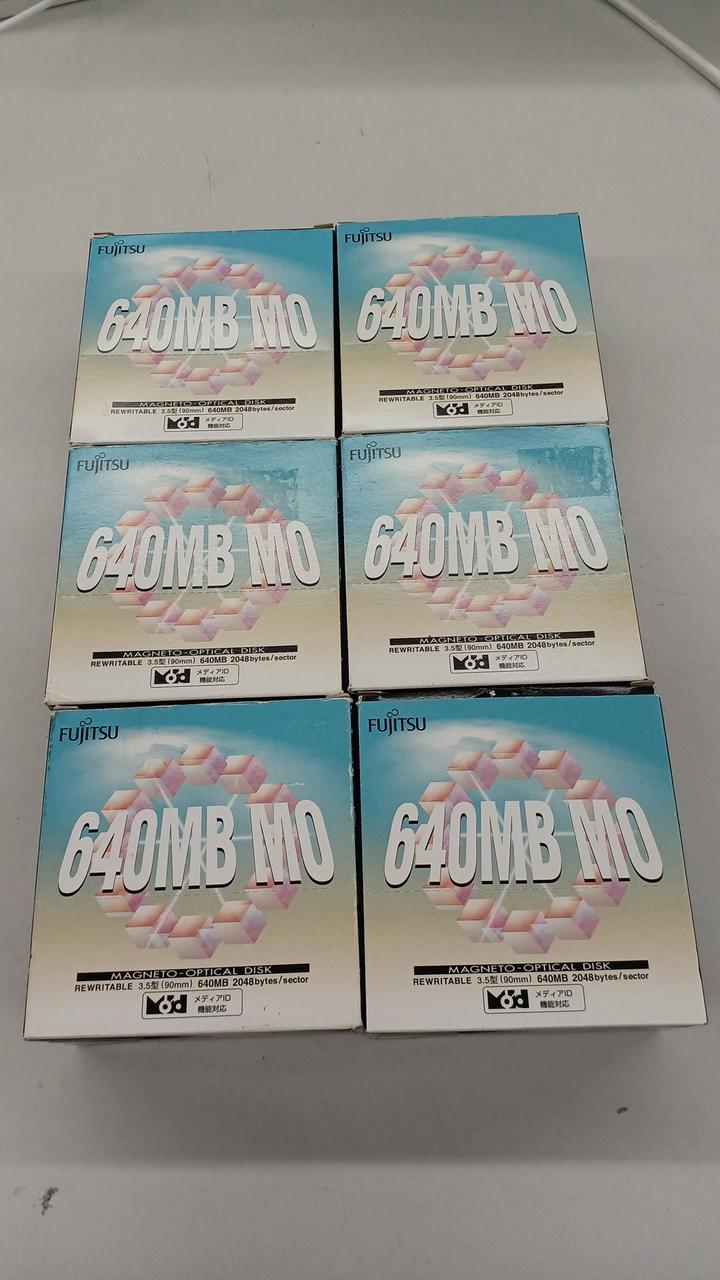 FUJITSU
640MB MO
MAGNETO-OPTICAL DISK
REWRITABLE 3.5型(90mm) 640MB 2048bytes/sector
メディアID
機能対応
FUJITSU
640MB MO
MAGNETO-OPTICAL DISK
REWRITABLE 3.5型(90mm) 640MB 2048bytes/sector
メディアID
機能対応
FUJITSU
640MB MO
MAGNETO-OPTICAL DISK
REWRITABLE 3.5型(90mm) 640MB 2048bytes/sector
メディアID
機能対応
FUJITSU
640MB MO
MAGNETO-OPTICAL DISK
REWRITABLE 3.5型(90mm) 640MB 2048bytes/sector
メディアID
機能対応
FUJITSU
640MB MO
MAGNETO-OPTICAL DISK
REWRITABLE 3.5型(90mm) 640MB 2048bytes/sector
メディアID
機能対応
FUJITSU
640MB MO
MAGNETO-OPTICAL DISK
REWRITABLE 3.5型(90mm) 640MB 2048bytes/sector
メディアID
機能対応